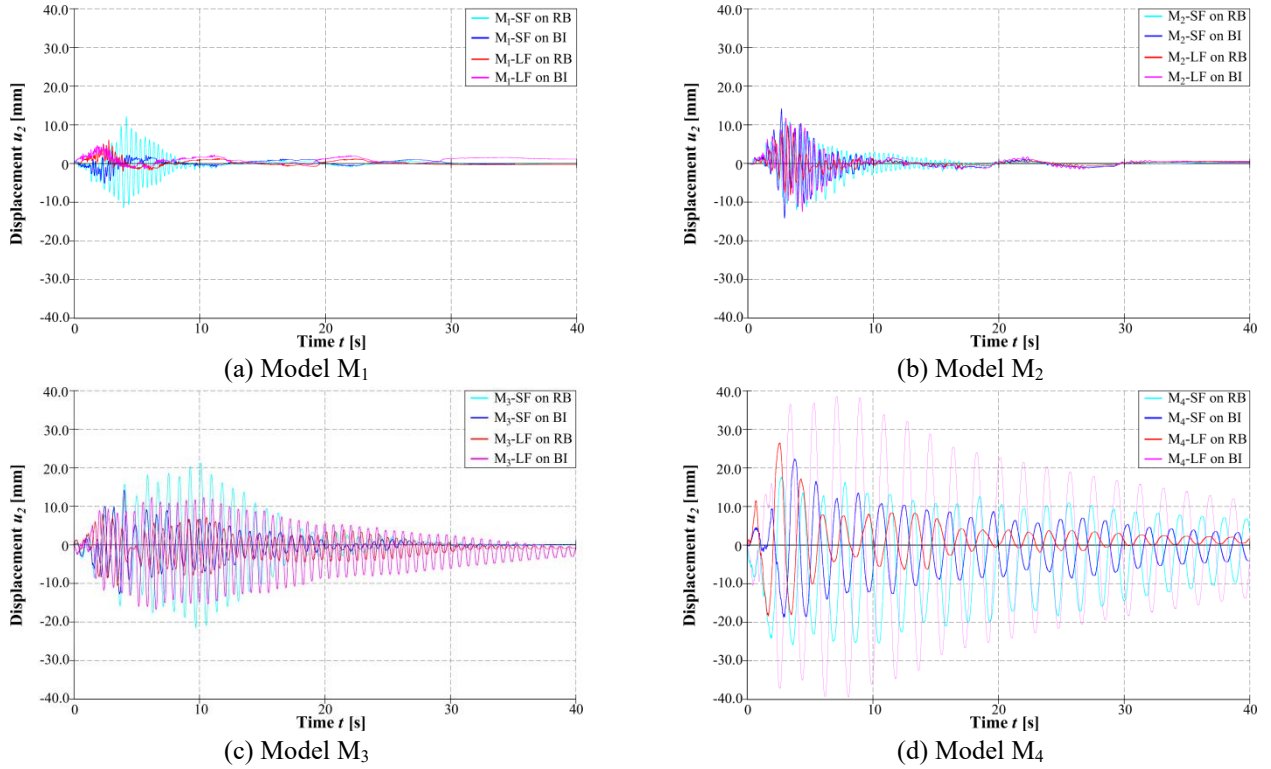 40.0
30.0
20.0
10.0
0
-10.0
-20.0
-30.0
-40.0
Displacement u₂ [mm]
M₁-SF on RB
M₁-SF on BI
M₁-LF on RB
M₁-LF on BI
0
10
20
30
40
Time t [s]
(a) Model M₁
40.0
30.0
20.0
10.0
0
-10.0
-20.0
-30.0
-40.0
Displacement u₂ [mm]
M₂-SF on RB
M₂-SF on BI
M₂-LF on RB
M₂-LF on BI
0
10
20
30
40
Time t [s]
(b) Model M₂
40.0
30.0
20.0
10.0
0
-10.0
-20.0
-30.0
-40.0
Displacement u₂ [mm]
M₃-SF on RB
M₃-SF on BI
M₃-LF on RB
M₃-LF on BI
0
10
20
30
40
Time t [s]
(c) Model M₃
40.0
30.0
20.0
10.0
0
-10.0
-20.0
-30.0
-40.0
Displacement u₂ [mm]
M₄-SF on RB
M₄-SF on BI
M₄-LF on RB
M₄-LF on BI
0
10
20
30
40
Time t [s]
(d) Model M₄